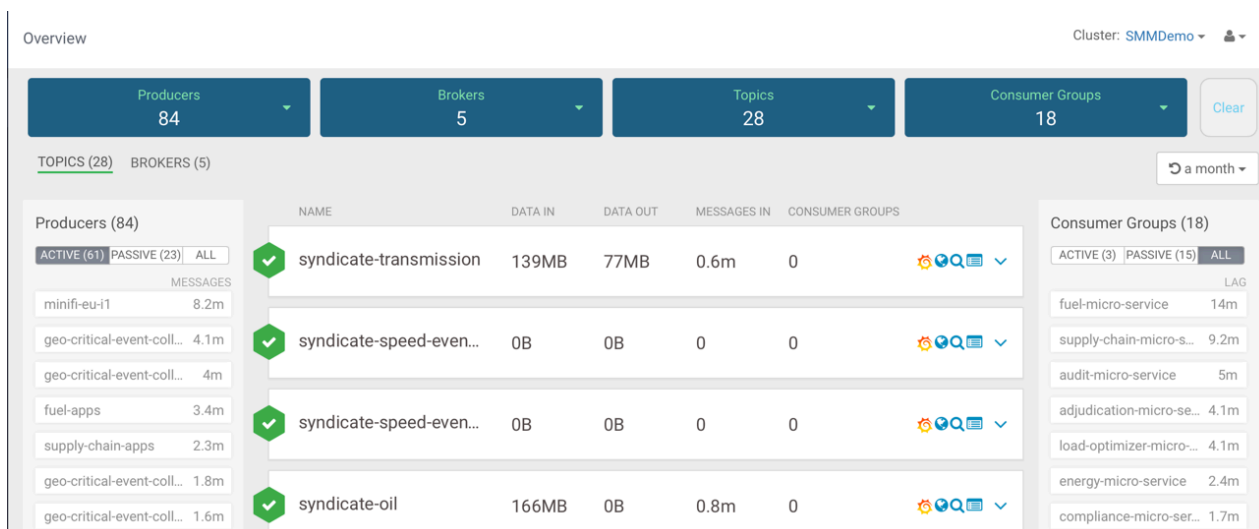 Overview
Cluster: SMMDemo
Producers
84
Brokers
5
Topics
28
Consumer Groups
18
Clear
TOPICS (28) BROKERS (5)
a month
Producers (84)
ACTIVE (61) PASSIVE (23) ALL
MESSAGES
minifi-eu-i1 8.2m
geo-critical-event-coll... 4.1m
geo-critical-event-coll... 4m
fuel-apps 3.4m
supply-chain-apps 2.3m
geo-critical-event-coll... 1.8m
geo-critical-event-coll... 1.6m
NAME DATA IN DATA OUT MESSAGES IN CONSUMER GROUPS
syndicate-transmission 139MB 77MB 0.6m 0
syndicate-speed-even... 0B 0B 0 0
syndicate-speed-even... 0B 0B 0 0
syndicate-oil 166MB 0B 0.8m 0
Consumer Groups (18)
ACTIVE (3) PASSIVE (15) ALL
LAG
fuel-micro-service 14m
supply-chain-micro-s... 9.2m
audit-micro-service 5m
adjudication-micro-se... 4.1m
load-optimizer-micro-... 4.1m
energy-micro-service 2.4m
compliance-micro-ser... 1.7m